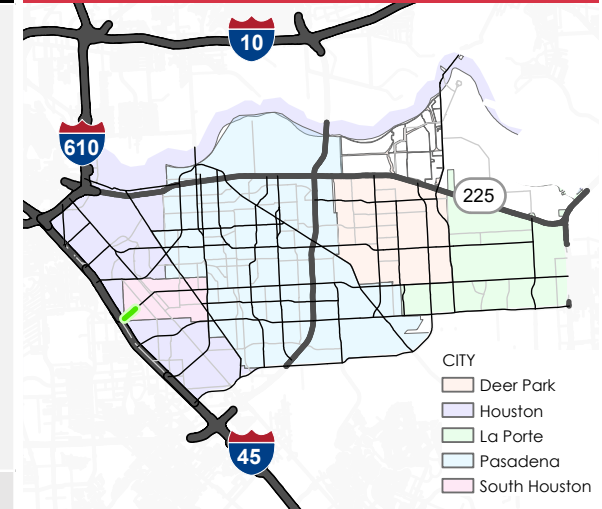 10
610
225
CITY
Deer Park
Houston
La Porte
Pasadena
South Houston
45